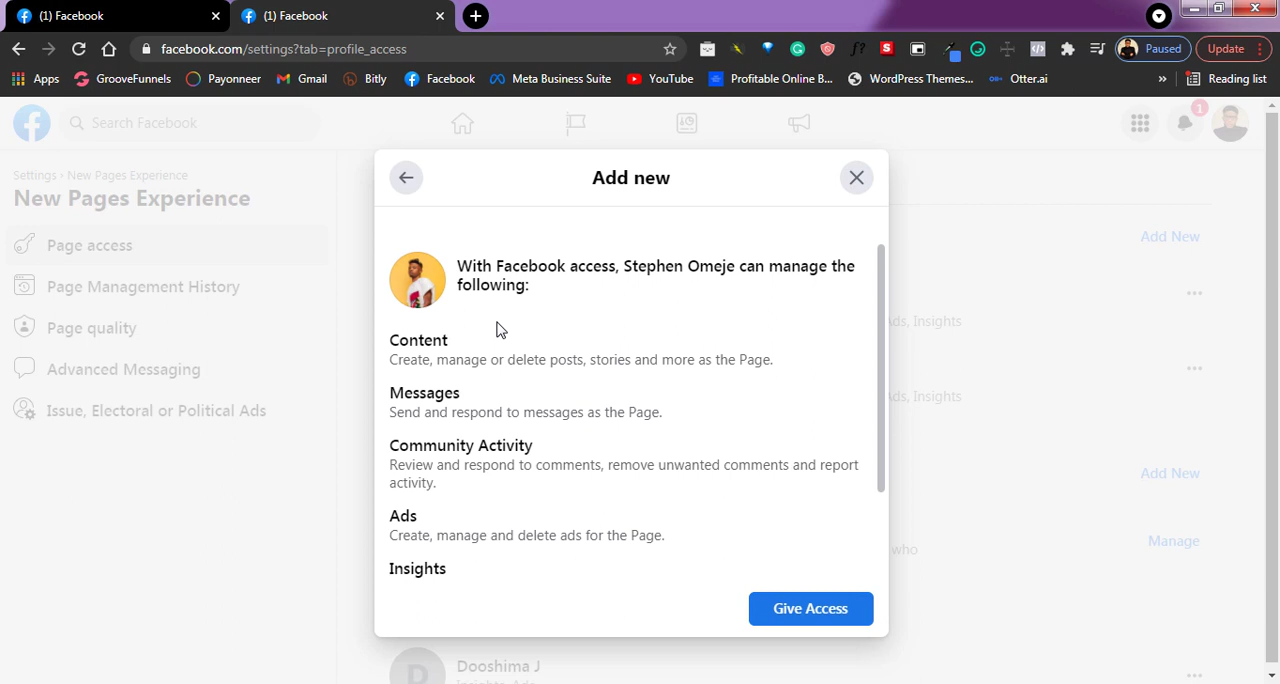 (1) Facebook
(1) Facebook
facebook.com/settings?tab=profile_access
Paused
Update
Apps
GrooveFunnels
Payonneer
Gmail
Bitly
Facebook
Meta Business Suite
YouTube
Profitable Online B...
WordPress Themes...
Otter.ai
»
Reading list
Search Facebook
1
Settings › New Pages Experience
New Pages Experience
Page access
Page Management History
Page quality
Advanced Messaging
Issue, Electoral or Political Ads
Add new
With Facebook access, Stephen Omeje can manage the
following:
Content
Create, manage or delete posts, stories and more as the Page.
Messages
Send and respond to messages as the Page.
Community Activity
Review and respond to comments, remove unwanted comments and report
activity.
Ads
Create, manage and delete ads for the Page.
Insights
Give Access
Add New
Ads, Insights
Ads, Insights
Add New
Manage
who
D
Dooshima J
Insights, Ads